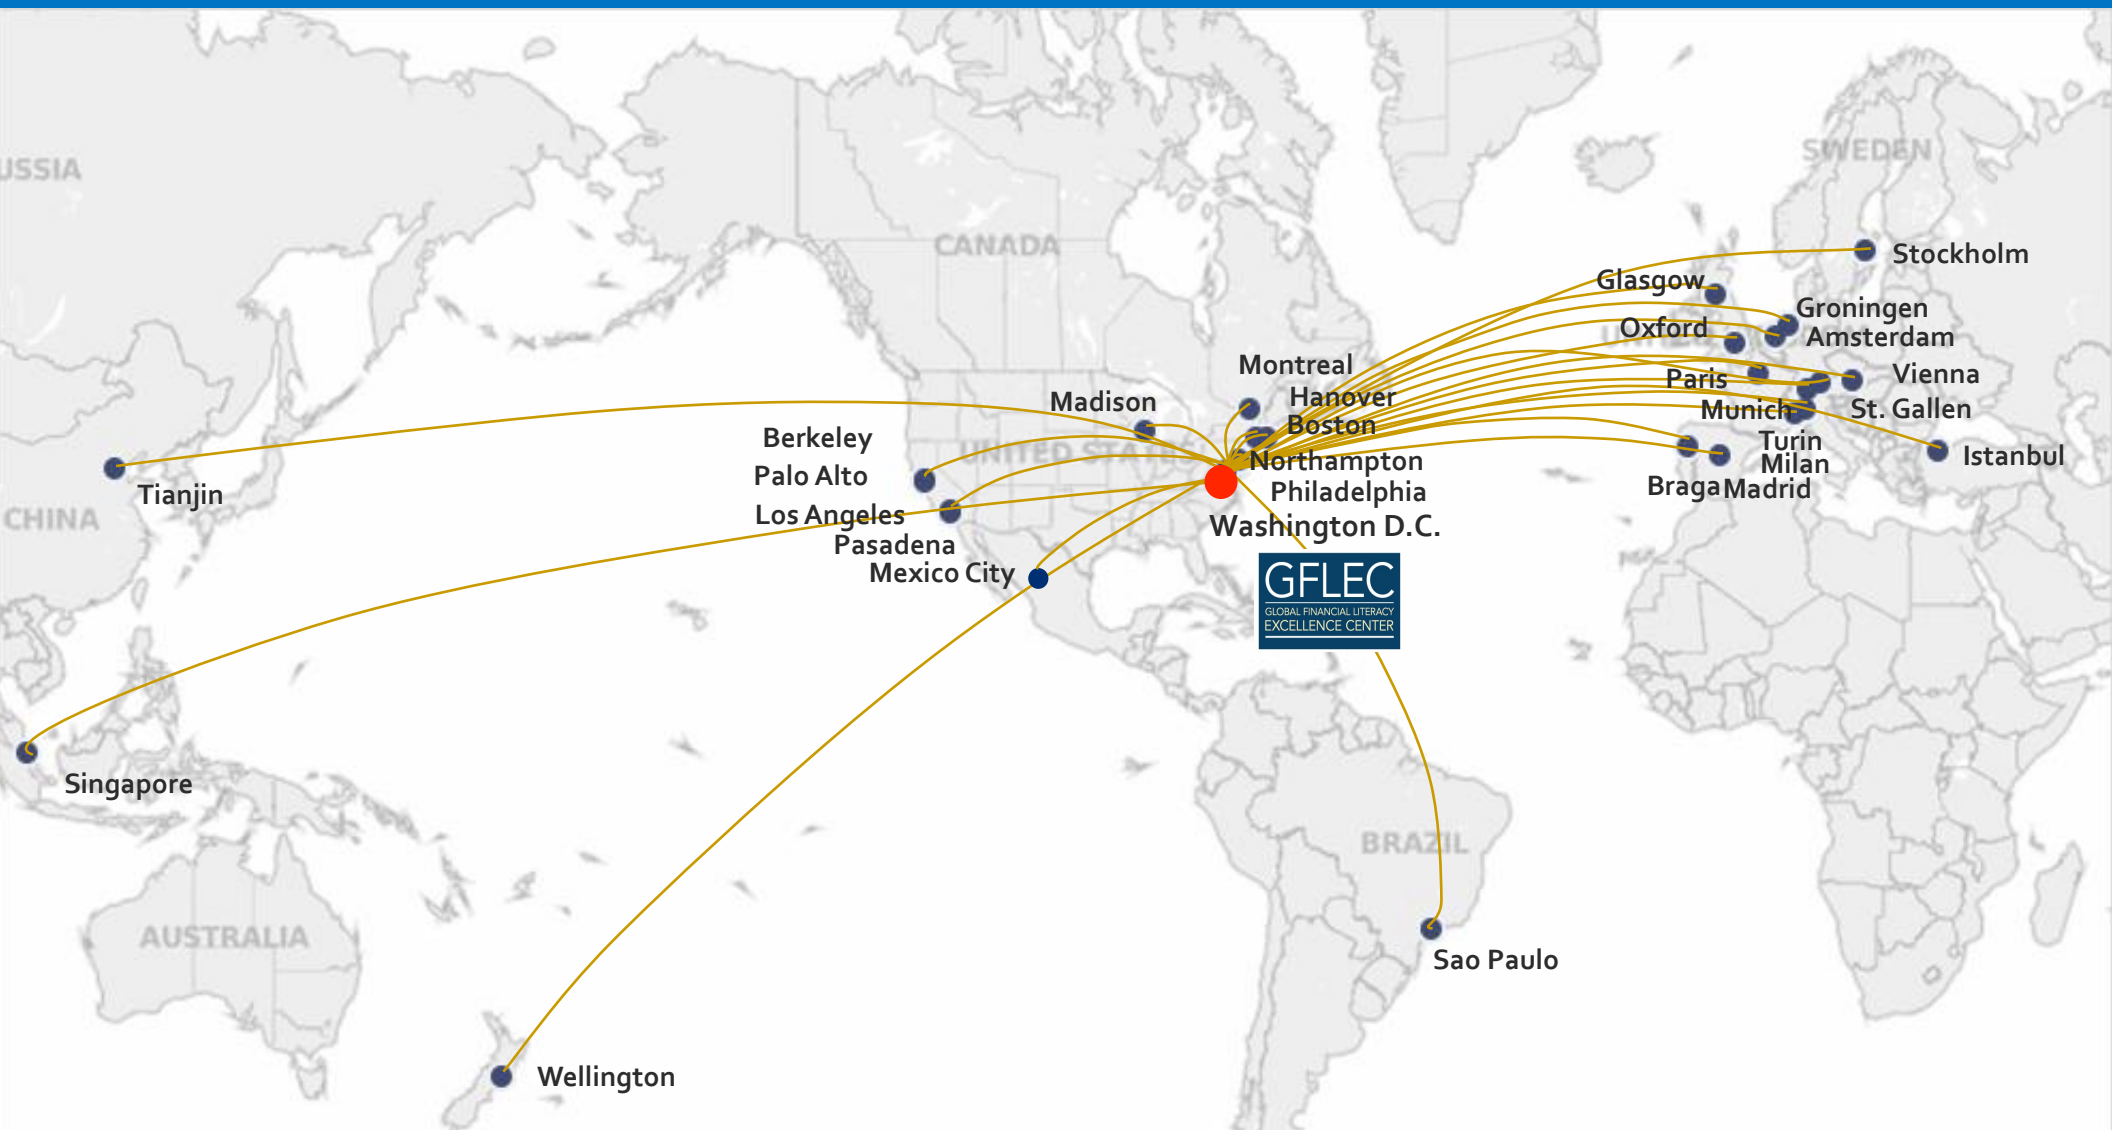 USSIA
SWEDEN
CANADA
Stockholm
Glasgow
Groningen
Oxford
Amsterdam
Montreal
Paris
Vienna
Hanover
Madison
Munich
St. Gallen
Boston
Berkeley
UNITED STATES
Turin
Istanbul
Northampton
Milan
Palo Alto
Braga
Madrid
Philadelphia
Tianjin
CHINA
Los Angeles
Washington D.C.
Pasadena
Mexico City
GFLEC
GLOBAL FINANCIAL LITERACY
EXCELLENCE CENTER
Singapore
BRAZIL
AUSTRALIA
Sao Paulo
Wellington